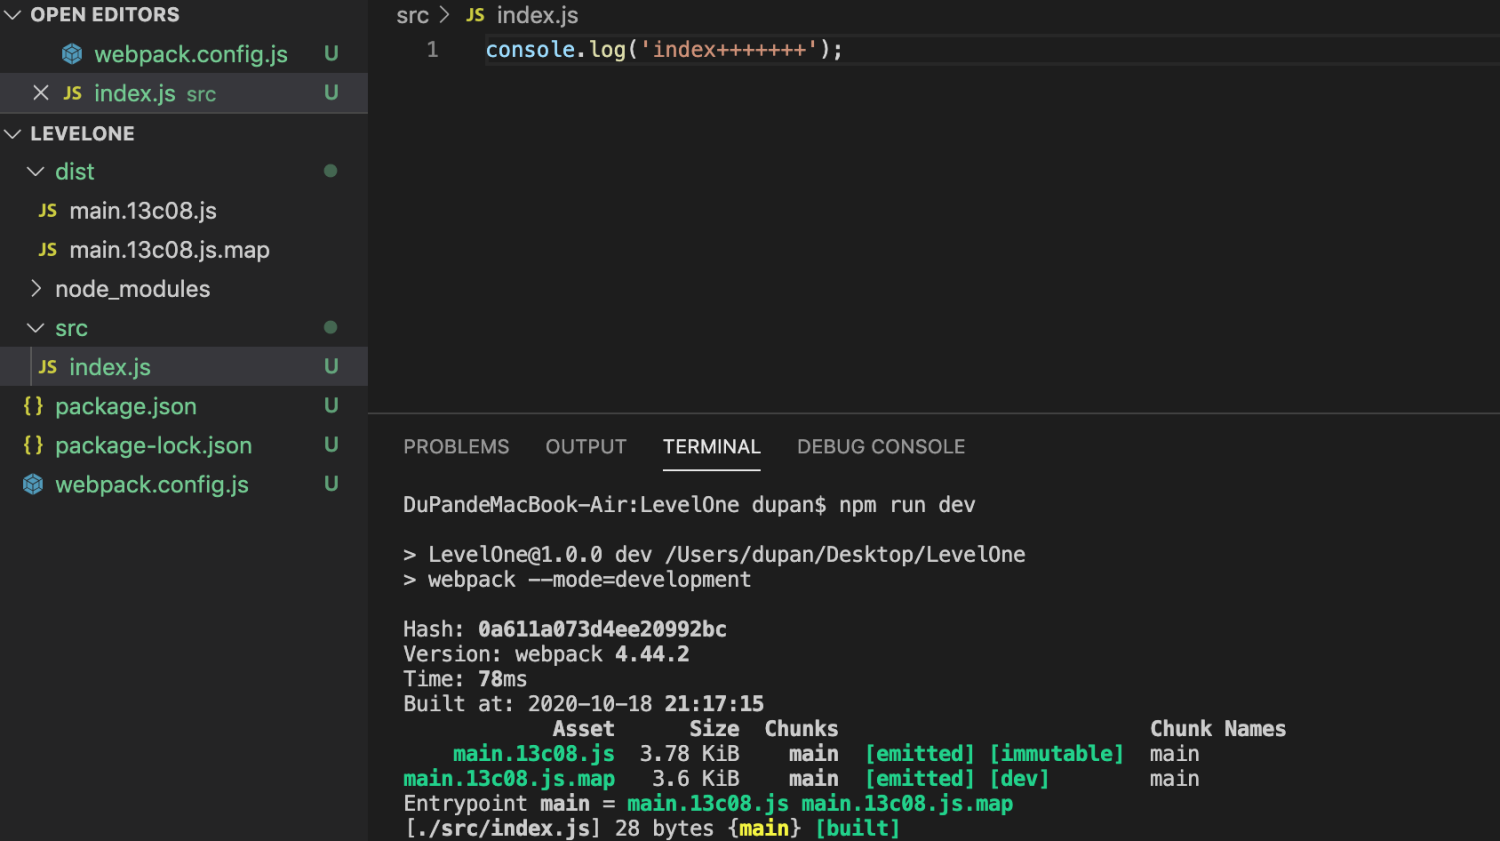 OPEN EDITORS
webpack.config.js U
JS index.js src U
LEVELONE
dist
JS main.13c08.js
JS main.13c08.js.map
node_modules
src
JS index.js U
{} package.json U
{} package-lock.json U
webpack.config.js U
src > JS index.js
1 console.log('index+++++++');
PROBLEMS OUTPUT TERMINAL DEBUG CONSOLE
DuPandeMacBook-Air:LevelOne dupan$ npm run dev
> LevelOne@1.0.0 dev /Users/dupan/Desktop/LevelOne
> webpack --mode=development
Hash: 0a611a073d4ee20992bc
Version: webpack 4.44.2
Time: 78ms
Built at: 2020-10-18 21:17:15
Asset Size Chunks Chunk Names
main.13c08.js 3.78 KiB main [emitted] [immutable] main
main.13c08.js.map 3.6 KiB main [emitted] [dev] main
Entrypoint main = main.13c08.js main.13c08.js.map
[./src/index.js] 28 bytes {main} [built]